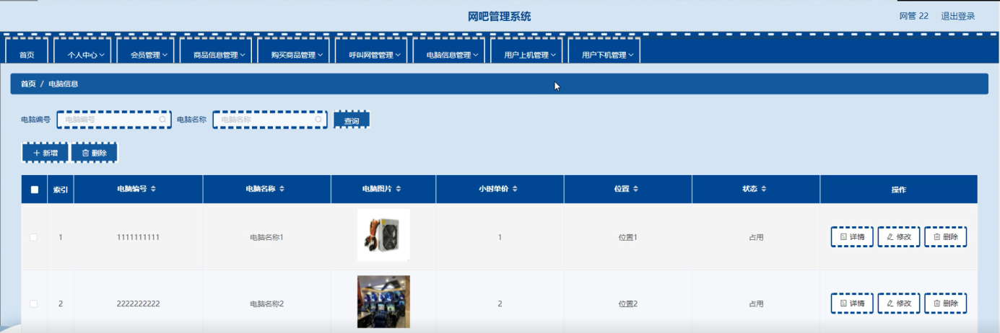 网吧管理系统
网管 22 退出登录
首页 个人中心 会员管理 商品信息管理 购买商品管理 呼叫网管管理 电脑信息管理 用户上机管理 用户下机管理
首页 / 电脑信息
电脑编号 电脑编号 电脑名称 电脑名称 查询
新增 删除
索引 电脑编号 电脑名称 电脑图片 小时单价 位置 状态 操作
1 1111111111 电脑名称1 1 位置1 占用 详情 修改 删除
2 2222222222 电脑名称2 2 位置2 占用 详情 修改 删除